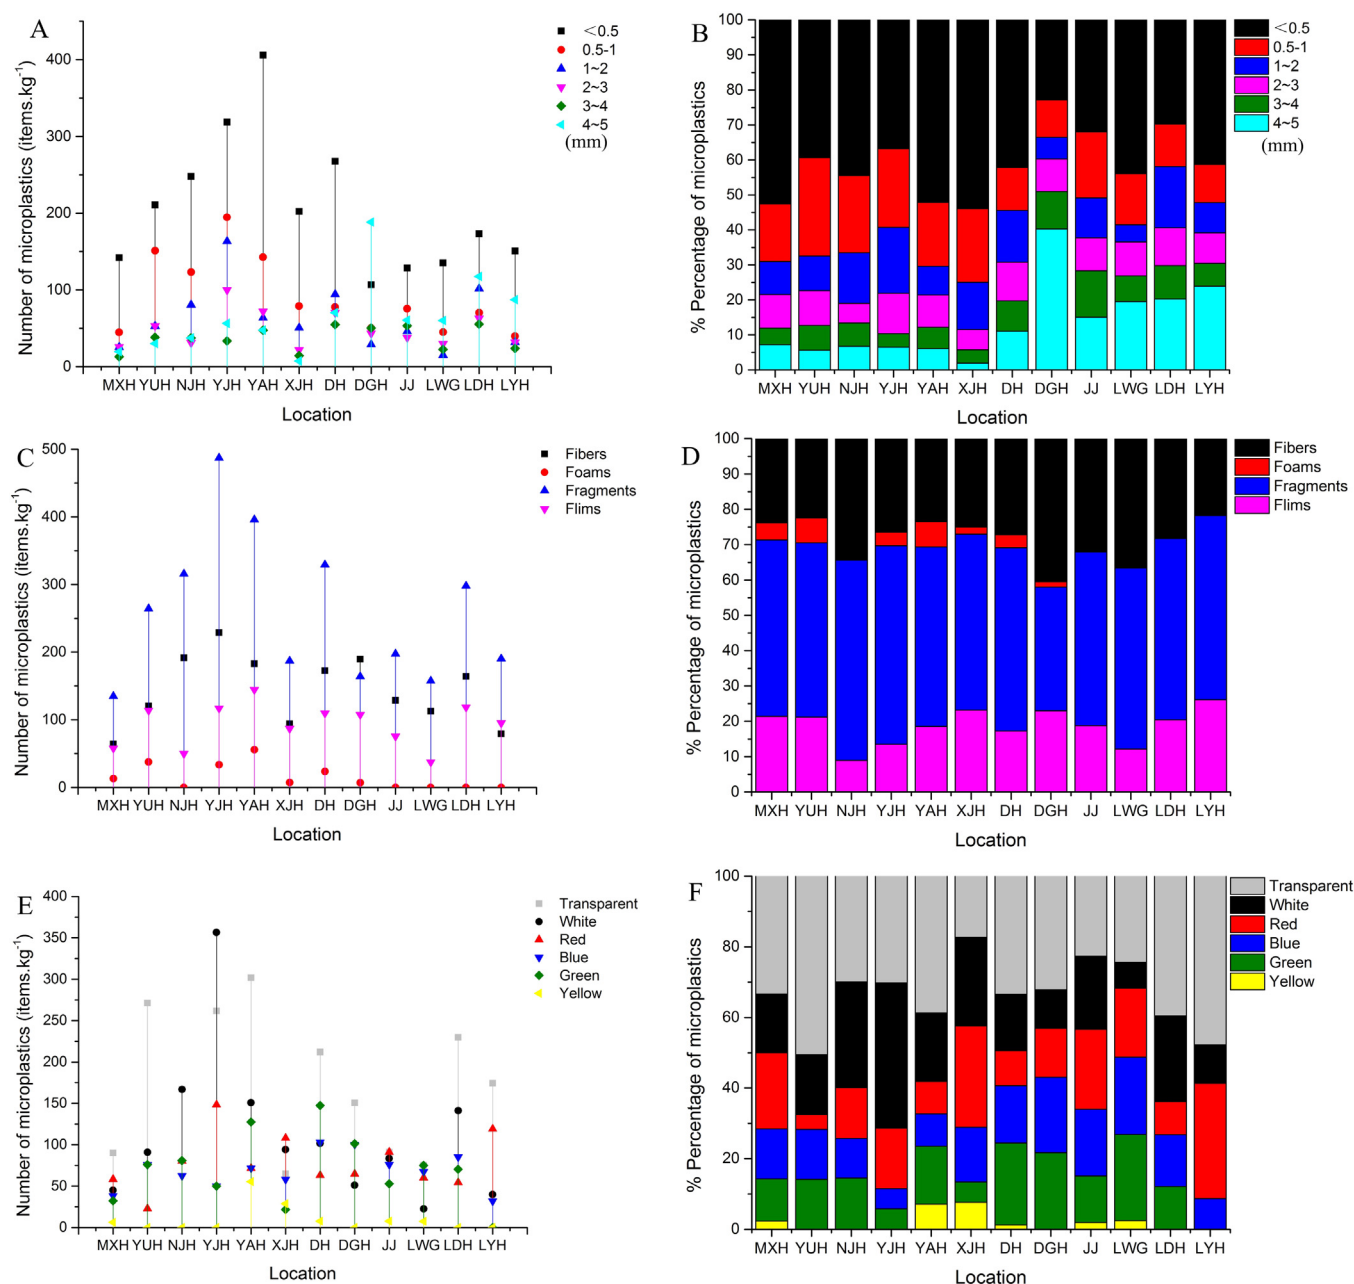 A
Number of microplastics (items.kg-1)
400
300
200
100
0
<0.5
0.5-1
1~2
2~3
3~4
4~5
(mm)
MXH YUH NJH YJH YAH XJH DH DGH JJ LWG LDH LYH
Location
B
% Percentage of microplastics
100
90
80
70
60
50
40
30
20
10
0
<0.5
0.5-1
1~2
2~3
3~4
4~5
(mm)
MXH YUH NJH YJH YAH XJH DH DGH JJ LWG LDH LYH
Location
C
Number of microplastics (items.kg-1)
500
400
300
200
100
0
Fibers
Foams
Fragments
Flims
MXH YUH NJH YJH YAH XJH DH DGH JJ LWG LDH LYH
Location
D
% Percentage of microplastics
100
90
80
70
60
50
40
30
20
10
0
Fibers
Foams
Fragments
Flims
MXH YUH NJH YJH YAH XJH DH DGH JJ LWG LDH LYH
Location
E
Number of microplastics (items.kg-1)
400
350
300
250
200
150
100
50
0
Transparent
White
Red
Blue
Green
Yellow
MXH YUH NJH YJH YAH XJH DH DGH JJ LWG LDH LYH
Location
F
% Percentage of microplastics
100
80
60
40
20
0
Transparent
White
Red
Blue
Green
Yellow
MXH YUH NJH YJH YAH XJH DH DGH JJ LWG LDH LYH
Location